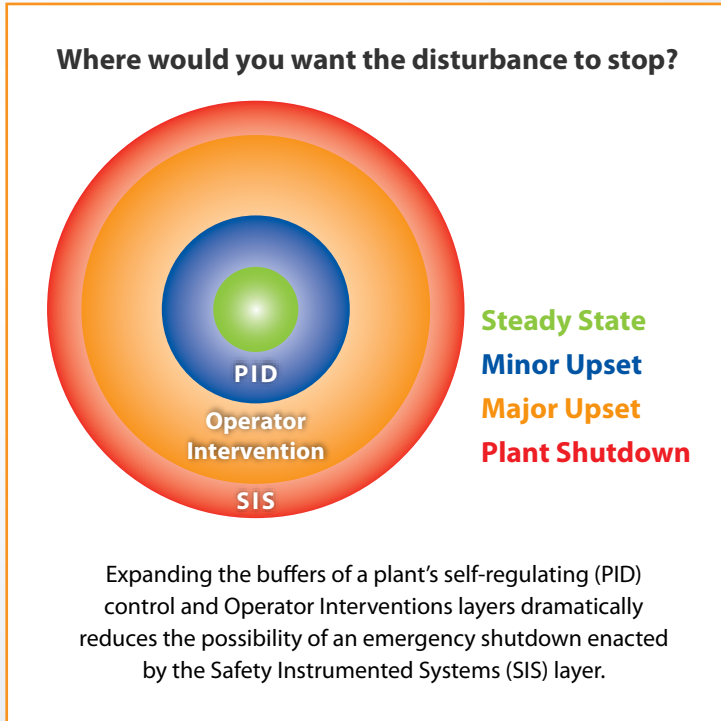 Where would you want the disturbance to stop?
PID
Operator
Intervention
SIS
Steady State
Minor Upset
Major Upset
Plant Shutdown
Expanding the buffers of a plant’s self-regulating (PID)
control and Operator Interventions layers dramatically
reduces the possibility of an emergency shutdown enacted
by the Safety Instrumented Systems (SIS) layer.